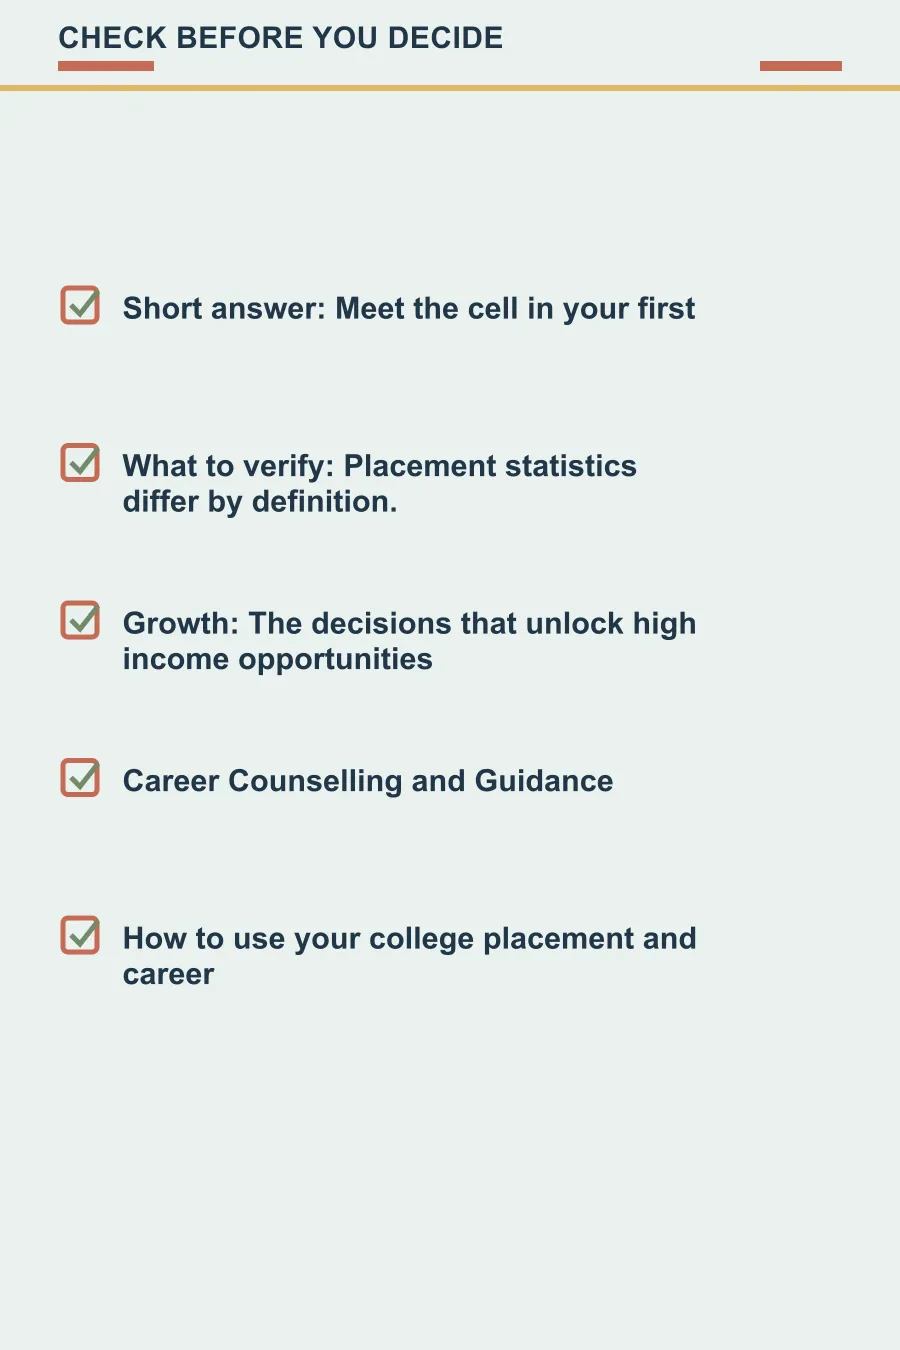 CHECK BEFORE YOU DECIDE
Short answer: Meet the cell in your first
What to verify: Placement statistics
differ by definition.
Growth: The decisions that unlock high
income opportunities
Career Counselling and Guidance
How to use your college placement and
career